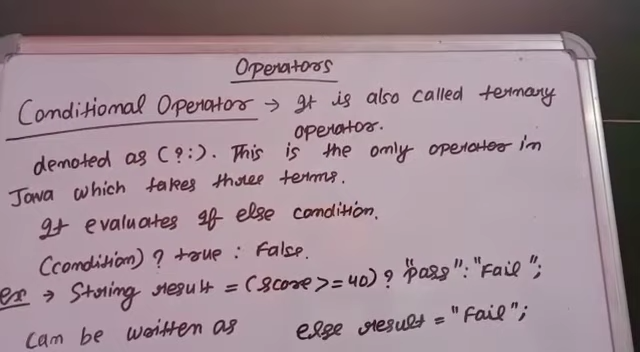 Operators
Conditional Operator → It is also called ternary
operator.
denoted as (?:). This is the only operator in
Java which takes three terms.
It evaluates if else condition.
(condition) ? true : False.
ex → String result = (score >= 40) ? "pass" : "Fail";
Can be written as else result = "Fail";